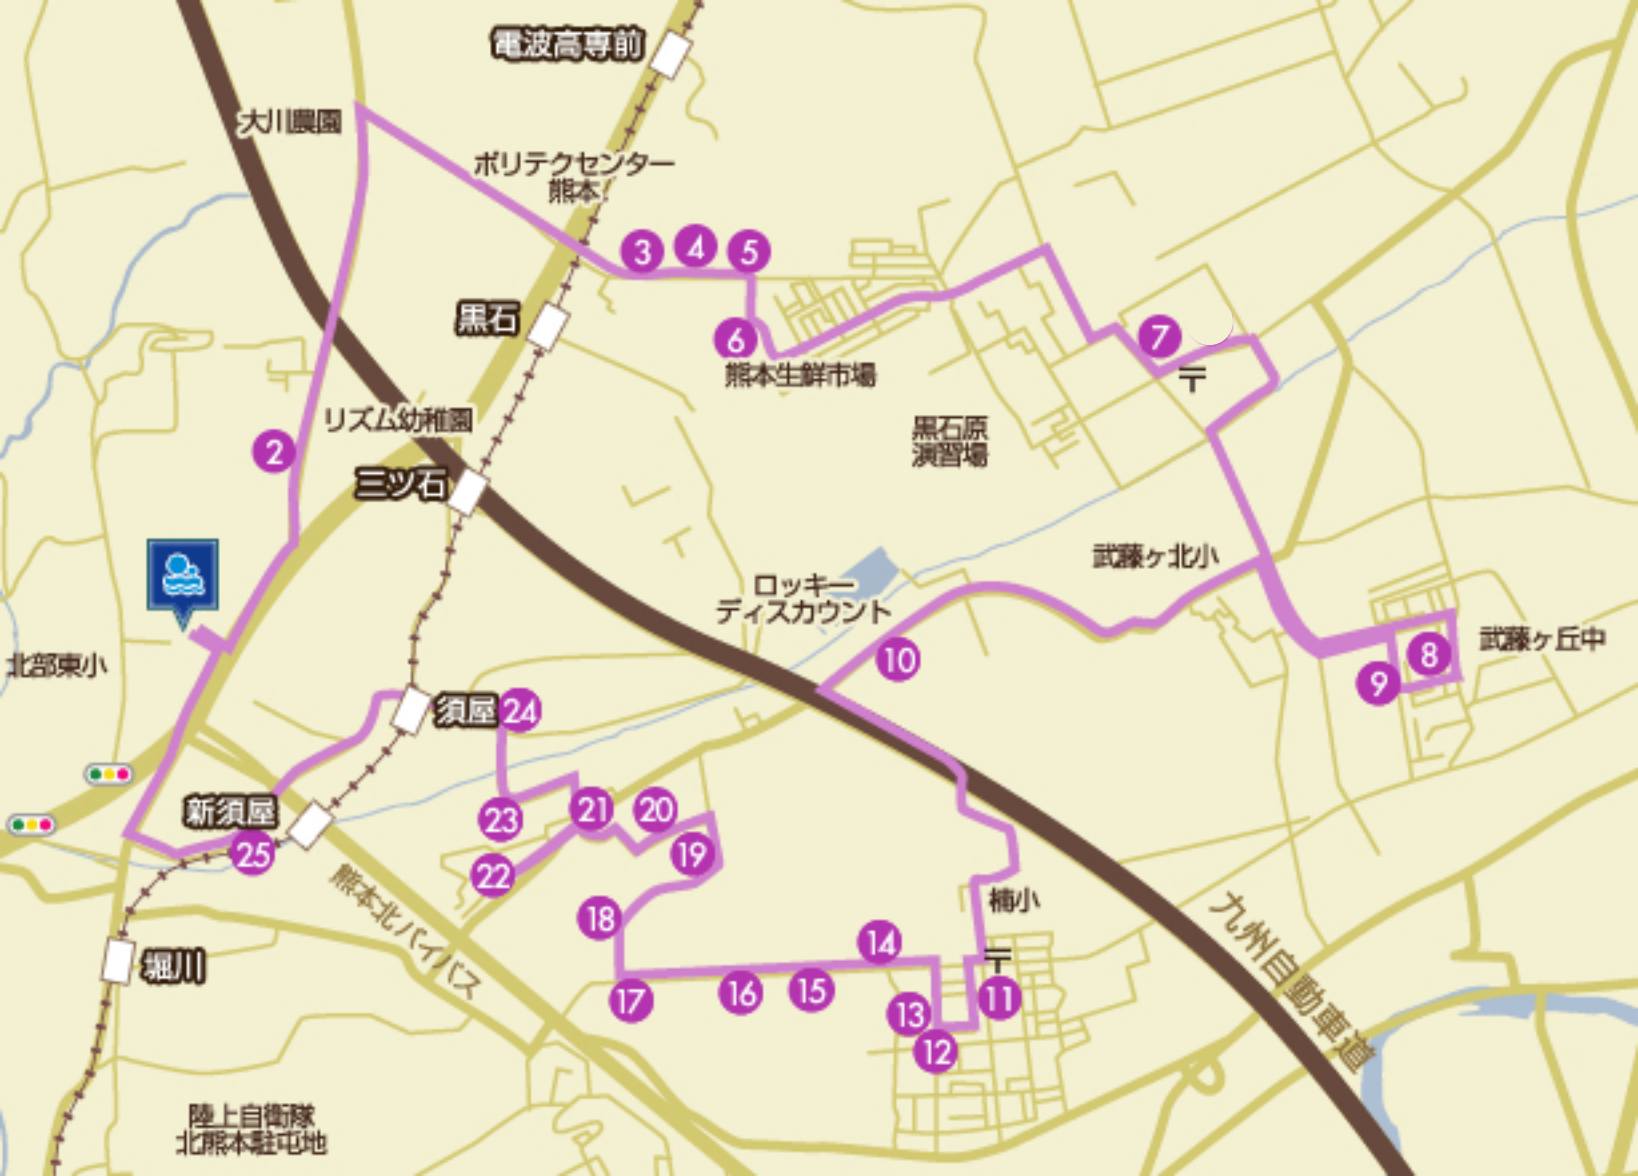 電波高専前
大川農園
ポリテクセンター
熊本
3
4
5
黒石
6
7
〒
熊本生鮮市場
リズム幼稚園
2
黒石原
演習場
三ツ石
武藤ヶ北小
ロッキー
ディスカウント
北部東小
10
8
武藤ヶ丘中
9
須屋
24
新須屋
25
23
21
20
19
22
熊本北バイパス
18
楠小
九州自動車道
14
〒
堀川
17
16
15
11
13
12
陸上自衛隊
北熊本駐屯地